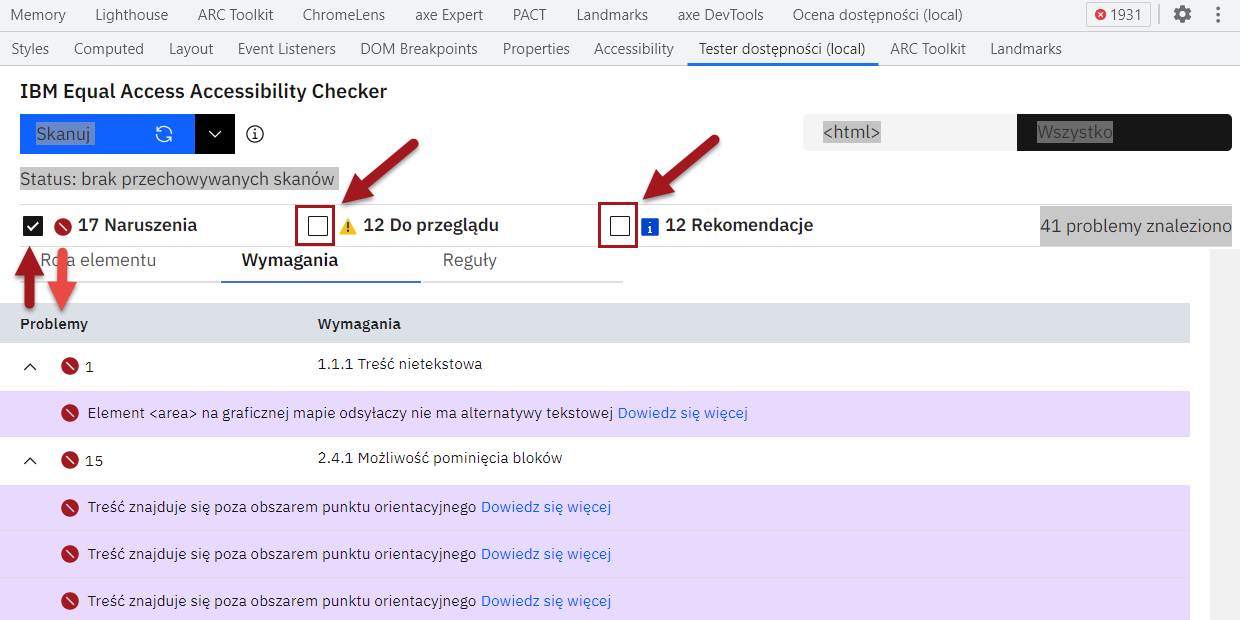 Memory Lighthouse ARC Toolkit ChromeLens axe Expert PACT Landmarks axe DevTools Ocena dostępności (local) 1931
Styles Computed Layout Event Listeners DOM Breakpoints Properties Accessibility Tester dostępności (local) ARC Toolkit Landmarks
IBM Equal Access Accessibility Checker
Skanuj <html> Wszystko
Status: brak przechowywanych skanów
17 Naruszenia 12 Do przeglądu 12 Rekomendacje 41 problemy znaleziono
Rola elementu Wymagania Reguły
Problemy Wymagania
1 1.1.1 Treść nietekstowa
Element <area> na graficznej mapie odsyłaczy nie ma alternatywy tekstowej Dowiedz się więcej
15 2.4.1 Możliwość pominięcia bloków
Treść znajduje się poza obszarem punktu orientacyjnego Dowiedz się więcej
Treść znajduje się poza obszarem punktu orientacyjnego Dowiedz się więcej
Treść znajduje się poza obszarem punktu orientacyjnego Dowiedz się więcej